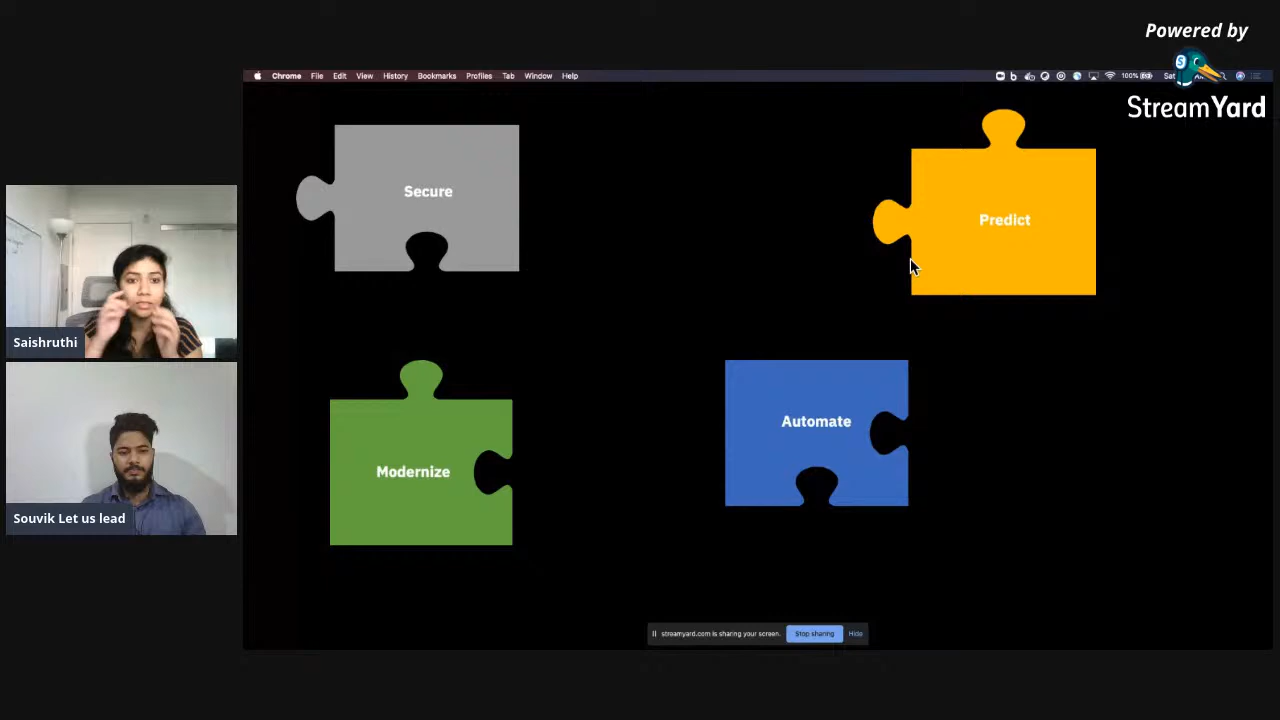 Powered by
StreamYard
Chrome File Edit View History Bookmarks Profiles Tab Window Help
100%
Secure
Predict
Saishruthi
Automate
Modernize
Souvik Let us lead
streamyard.com is sharing your screen.
Stop sharing
Hide